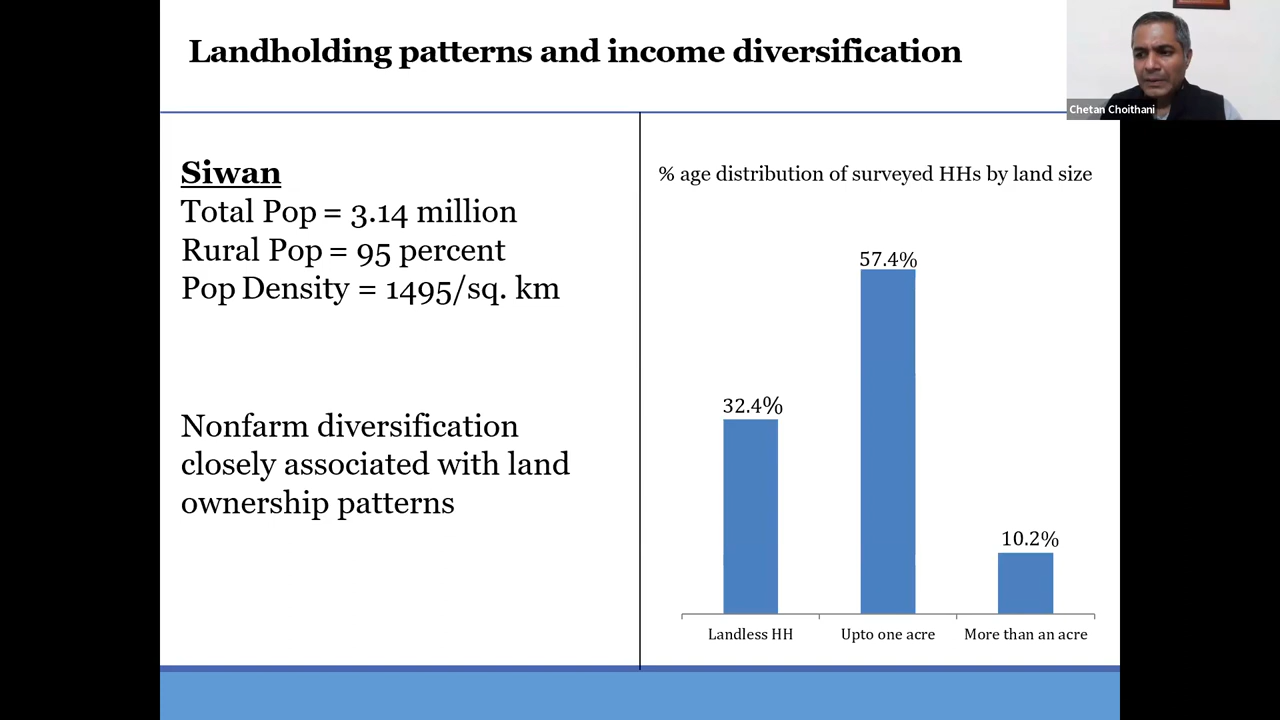 Landholding patterns and income diversification
Chetan Choithani
Siwan
Total Pop = 3.14 million
Rural Pop = 95 percent
Pop Density = 1495/sq. km
Nonfarm diversification
closely associated with land
ownership patterns
% age distribution of surveyed HHs by land size
57.4%
32.4%
10.2%
Landless HH
Upto one acre
More than an acre